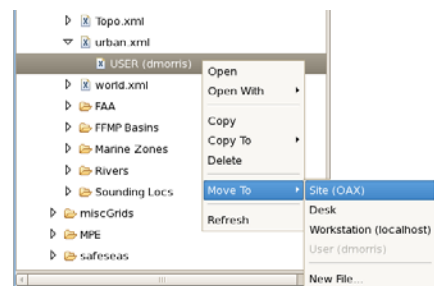 Topo.xml
urban.xml
USER (dmorris)
world.xml
FAA
FFMP Basins
Marine Zones
Rivers
Sounding Locs
miscGrids
MPE
safeseas
Open
Open With
Copy
Copy To
Delete
Move To
Refresh
Site (OAX)
Desk
Workstation (localhost)
User (dmorris)
New File...